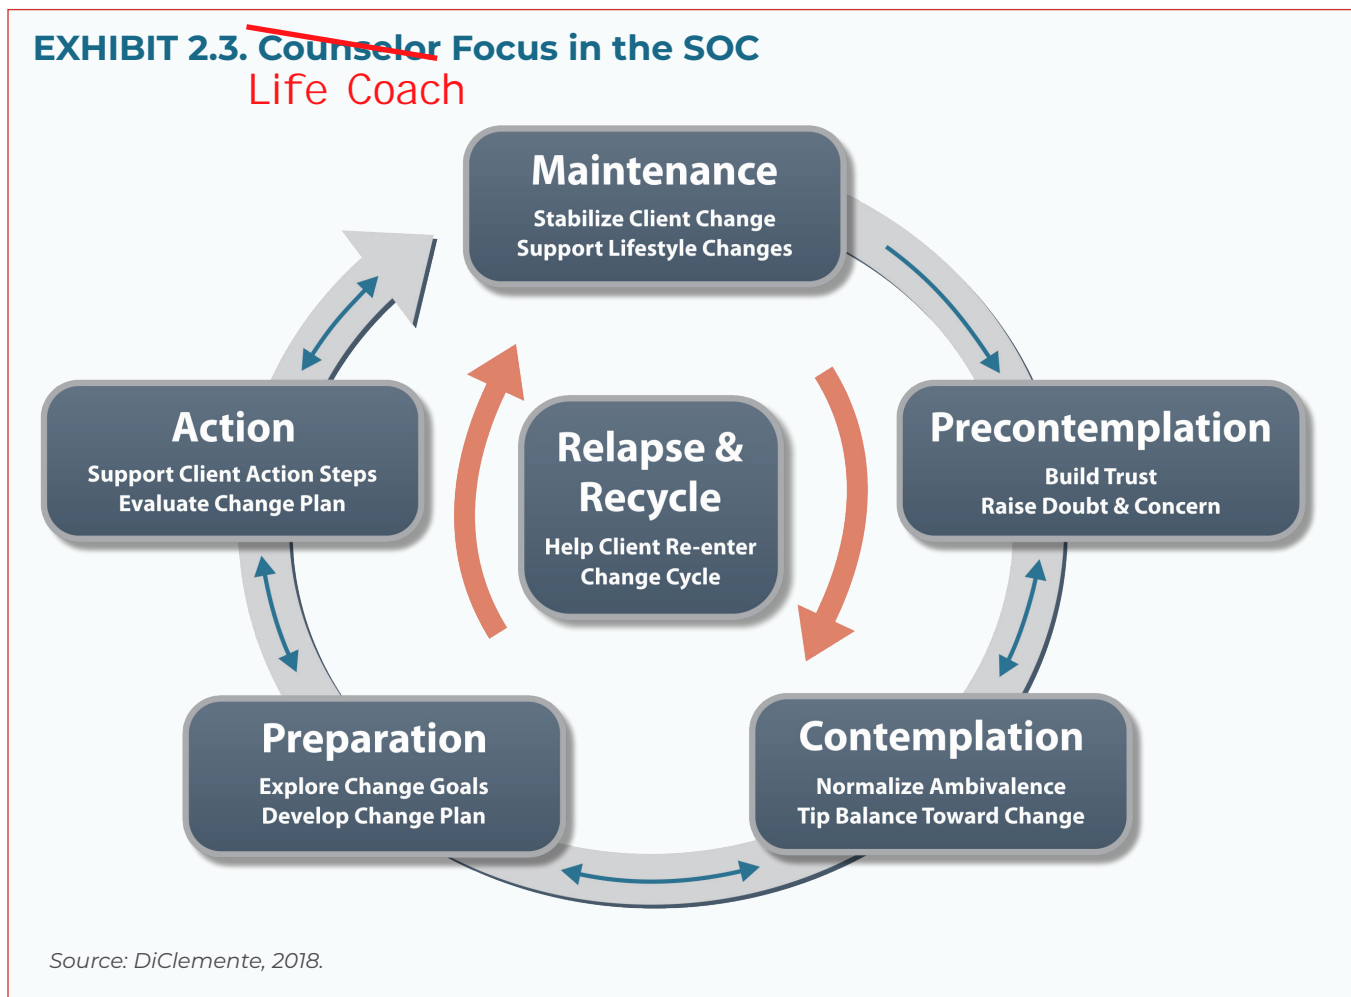 EXHIBIT 2.3. Counselor Focus in the SOC
Life Coach
Maintenance
Stabilize Client Change
Support Lifestyle Changes
Action
Support Client Action Steps
Evaluate Change Plan
Relapse &
Recycle
Help Client Re-enter
Change Cycle
Precontemplation
Build Trust
Raise Doubt & Concern
Preparation
Explore Change Goals
Develop Change Plan
Contemplation
Normalize Ambivalence
Tip Balance Toward Change
Source: DiClemente, 2018.